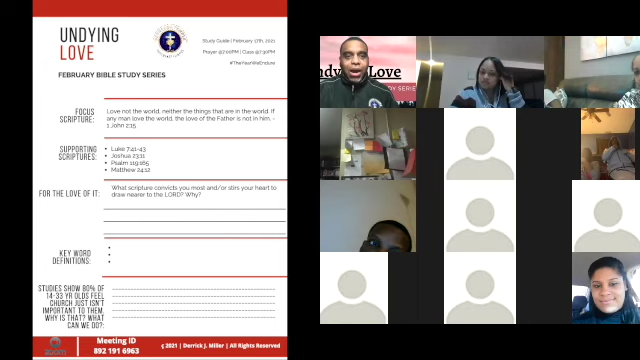 UNDYING
LOVE
Study Guide | February 17th, 2021
Prayer @7:00PM | Class @7:30PM
#TheYearWeEndure
FEBRUARY BIBLE STUDY SERIES
FOCUS
SCRIPTURE:
Love not the world, neither the things that are in the world. If
any man love the world, the love of the Father is not in him. -
1 John 2:15
SUPPORTING
SCRIPTURES:
• Luke 7:41-43
• Joshua 23:11
• Psalm 119:165
• Matthew 24:12
FOR THE LOVE OF IT:
What scripture convicts you most and/or stirs your heart to
draw nearer to the LORD? Why?
KEY WORD
DEFINITIONS:
STUDIES SHOW 80% OF
14-33 YR OLDS FEEL
CHURCH JUST ISN'T
IMPORTANT TO THEM.
WHY IS THAT? WHAT
CAN WE DO?:
zoom
Meeting ID
892 191 6963
© 2021 | Derrick J. Miller | All Rights Reserved
Love